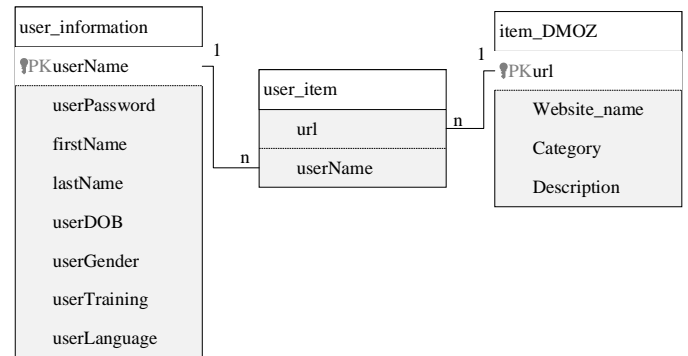 user_information
PKuserName
userPassword
firstName
lastName
userDOB
userGender
userTraining
userLanguage
1
n
user_item
url
userName
n
1
item_DMOZ
PKurl
Website_name
Category
Description